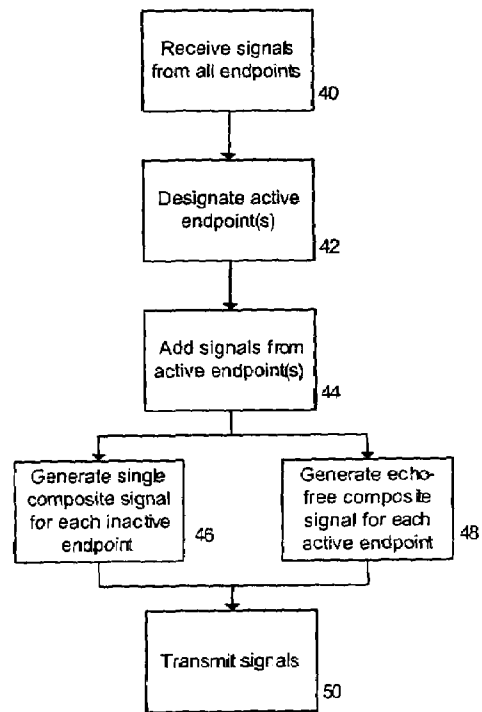 Receive signals
from all endpoints
40
Designate active
endpoint(s)
42
Add signals from
active endpoint(s)
44
Generate single
composite signal
for each inactive
endpoint
46
Generate echo-
free composite
signal for each
active endpoint
48
Transmit signals
50